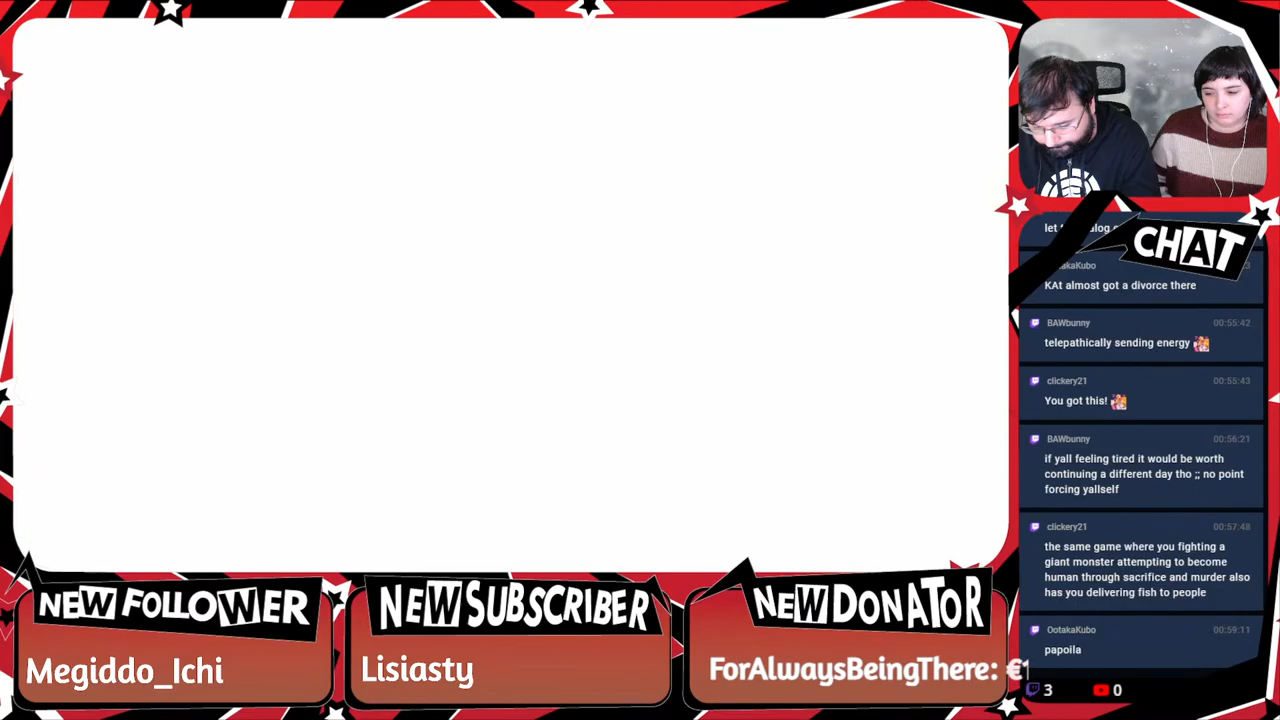 CHAT
let
akaKubo
KAt almost got a divorce there
BAWbunny 00:55:42
telepathically sending energy
clickery21 00:55:43
You got this!
BAWbunny 00:56:21
if yall feeling tired it would be worth
continuing a different day tho ;; no point
forcing yallself
clickery21 00:57:48
the same game where you fighting a
giant monster attempting to become
human through sacrifice and murder also
has you delivering fish to people
OotakaKubo 00:59:11
papoila
3 0
NEW FOLLOWER
Megiddo_Ichi
NEW SUBSCRIBER
Lisiasty
NEW DONATOR
ForAlwaysBeingThere: €1